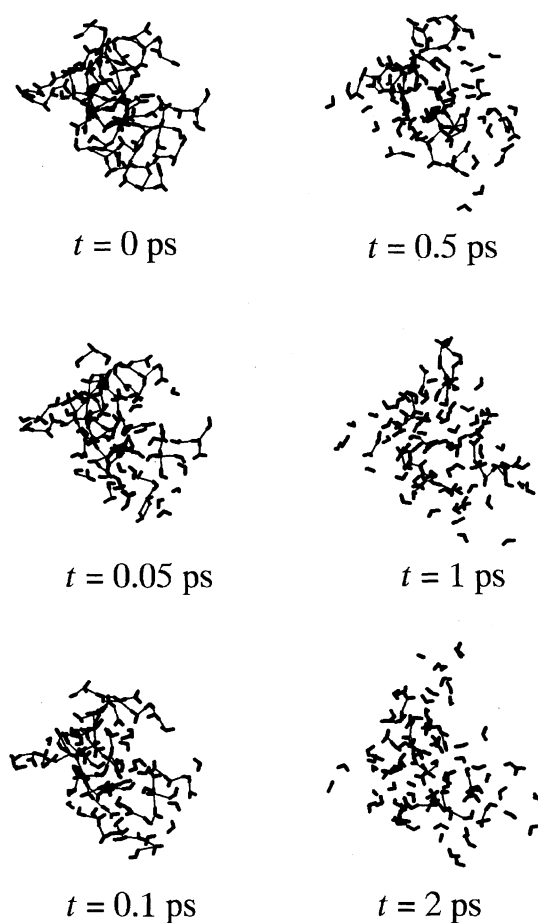 t = 0 ps
t = 0.5 ps
t = 0.05 ps
t = 1 ps
t = 0.1 ps
t = 2 ps